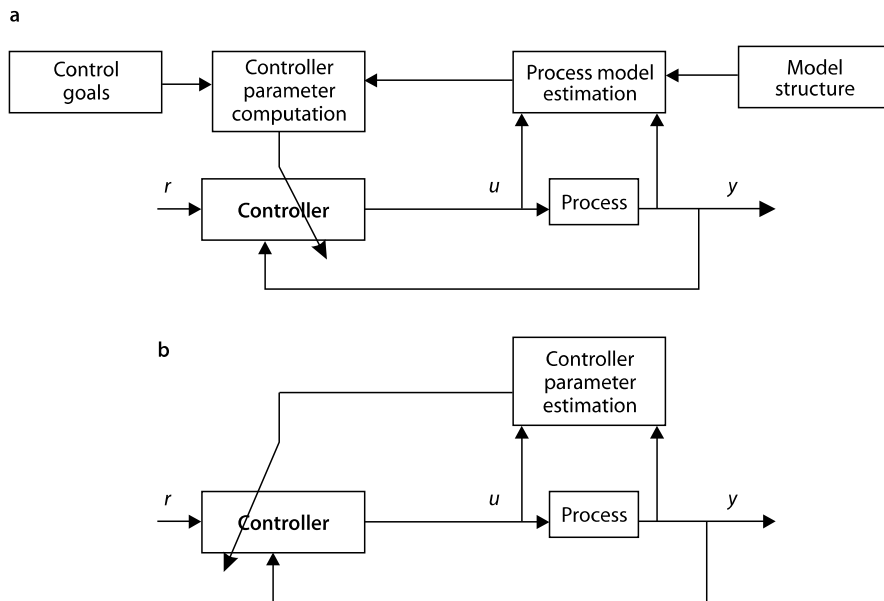 a
Control
goals
Controller
parameter
computation
Process model
estimation
Model
structure
r
Controller
u
Process
y
b
Controller
parameter
estimation
r
Controller
u
Process
y